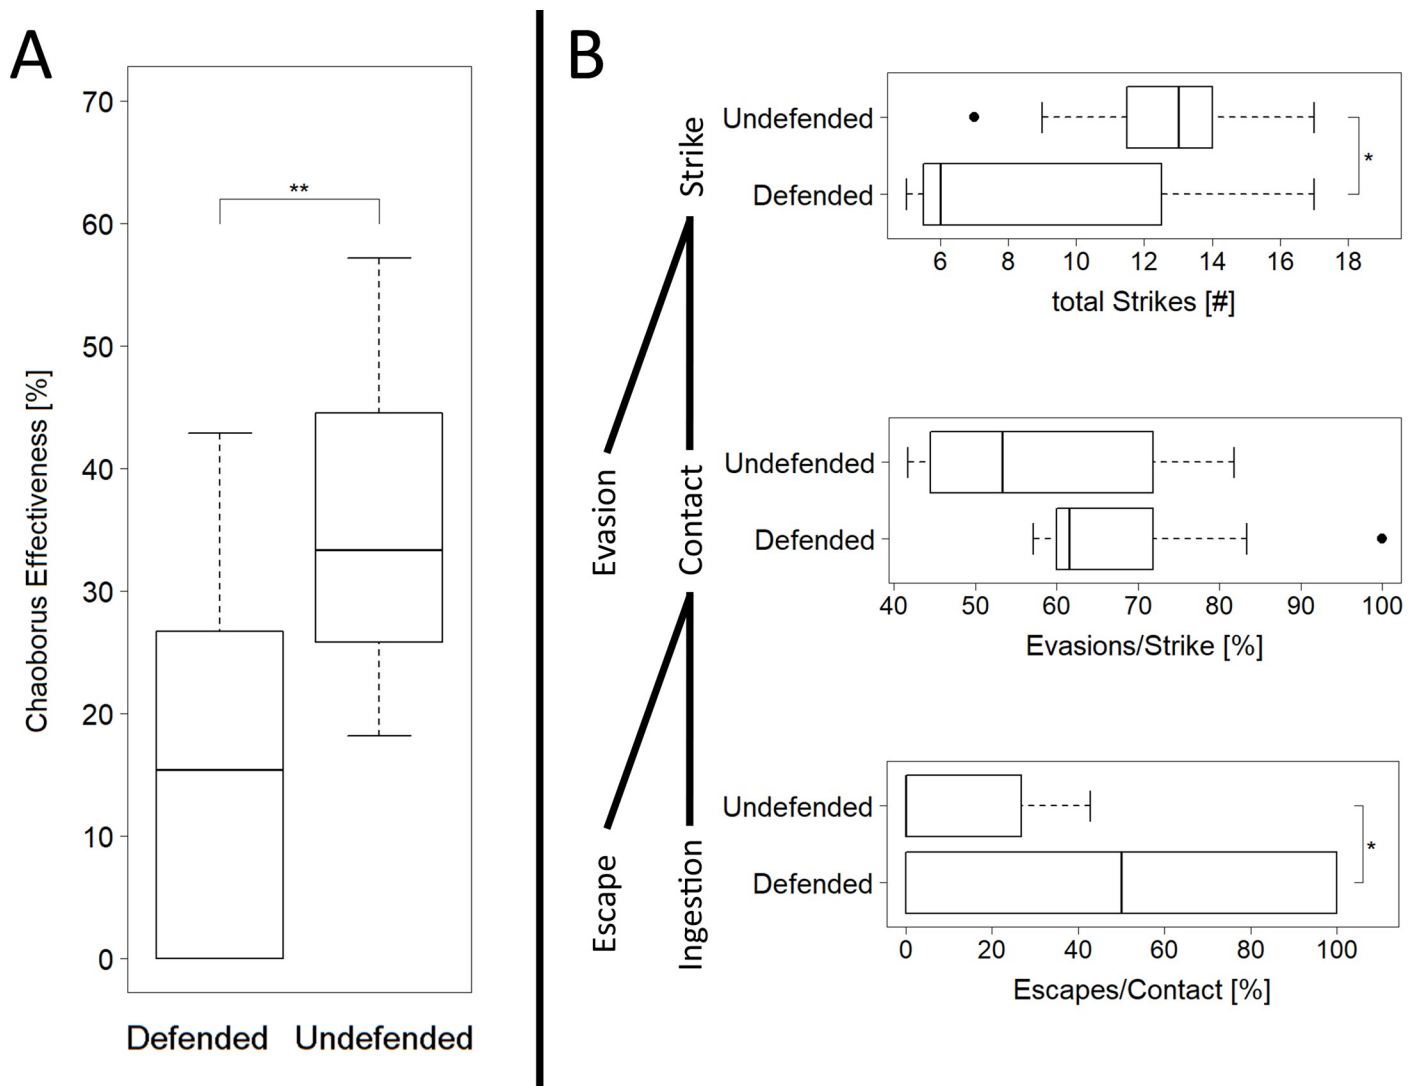 A
Chaoborus Effectiveness [%]
70
60
50
40
30
20
10
0
**
Defended Undefended
B
Strike
Evasion
Contact
Escape
Ingestion
Undefended
Defended
*
6 8 10 12 14 16 18
total Strikes [#]
Undefended
Defended
40 50 60 70 80 90 100
Evasions/Strike [%]
Undefended
Defended
*
0 20 40 60 80 100
Escapes/Contact [%]